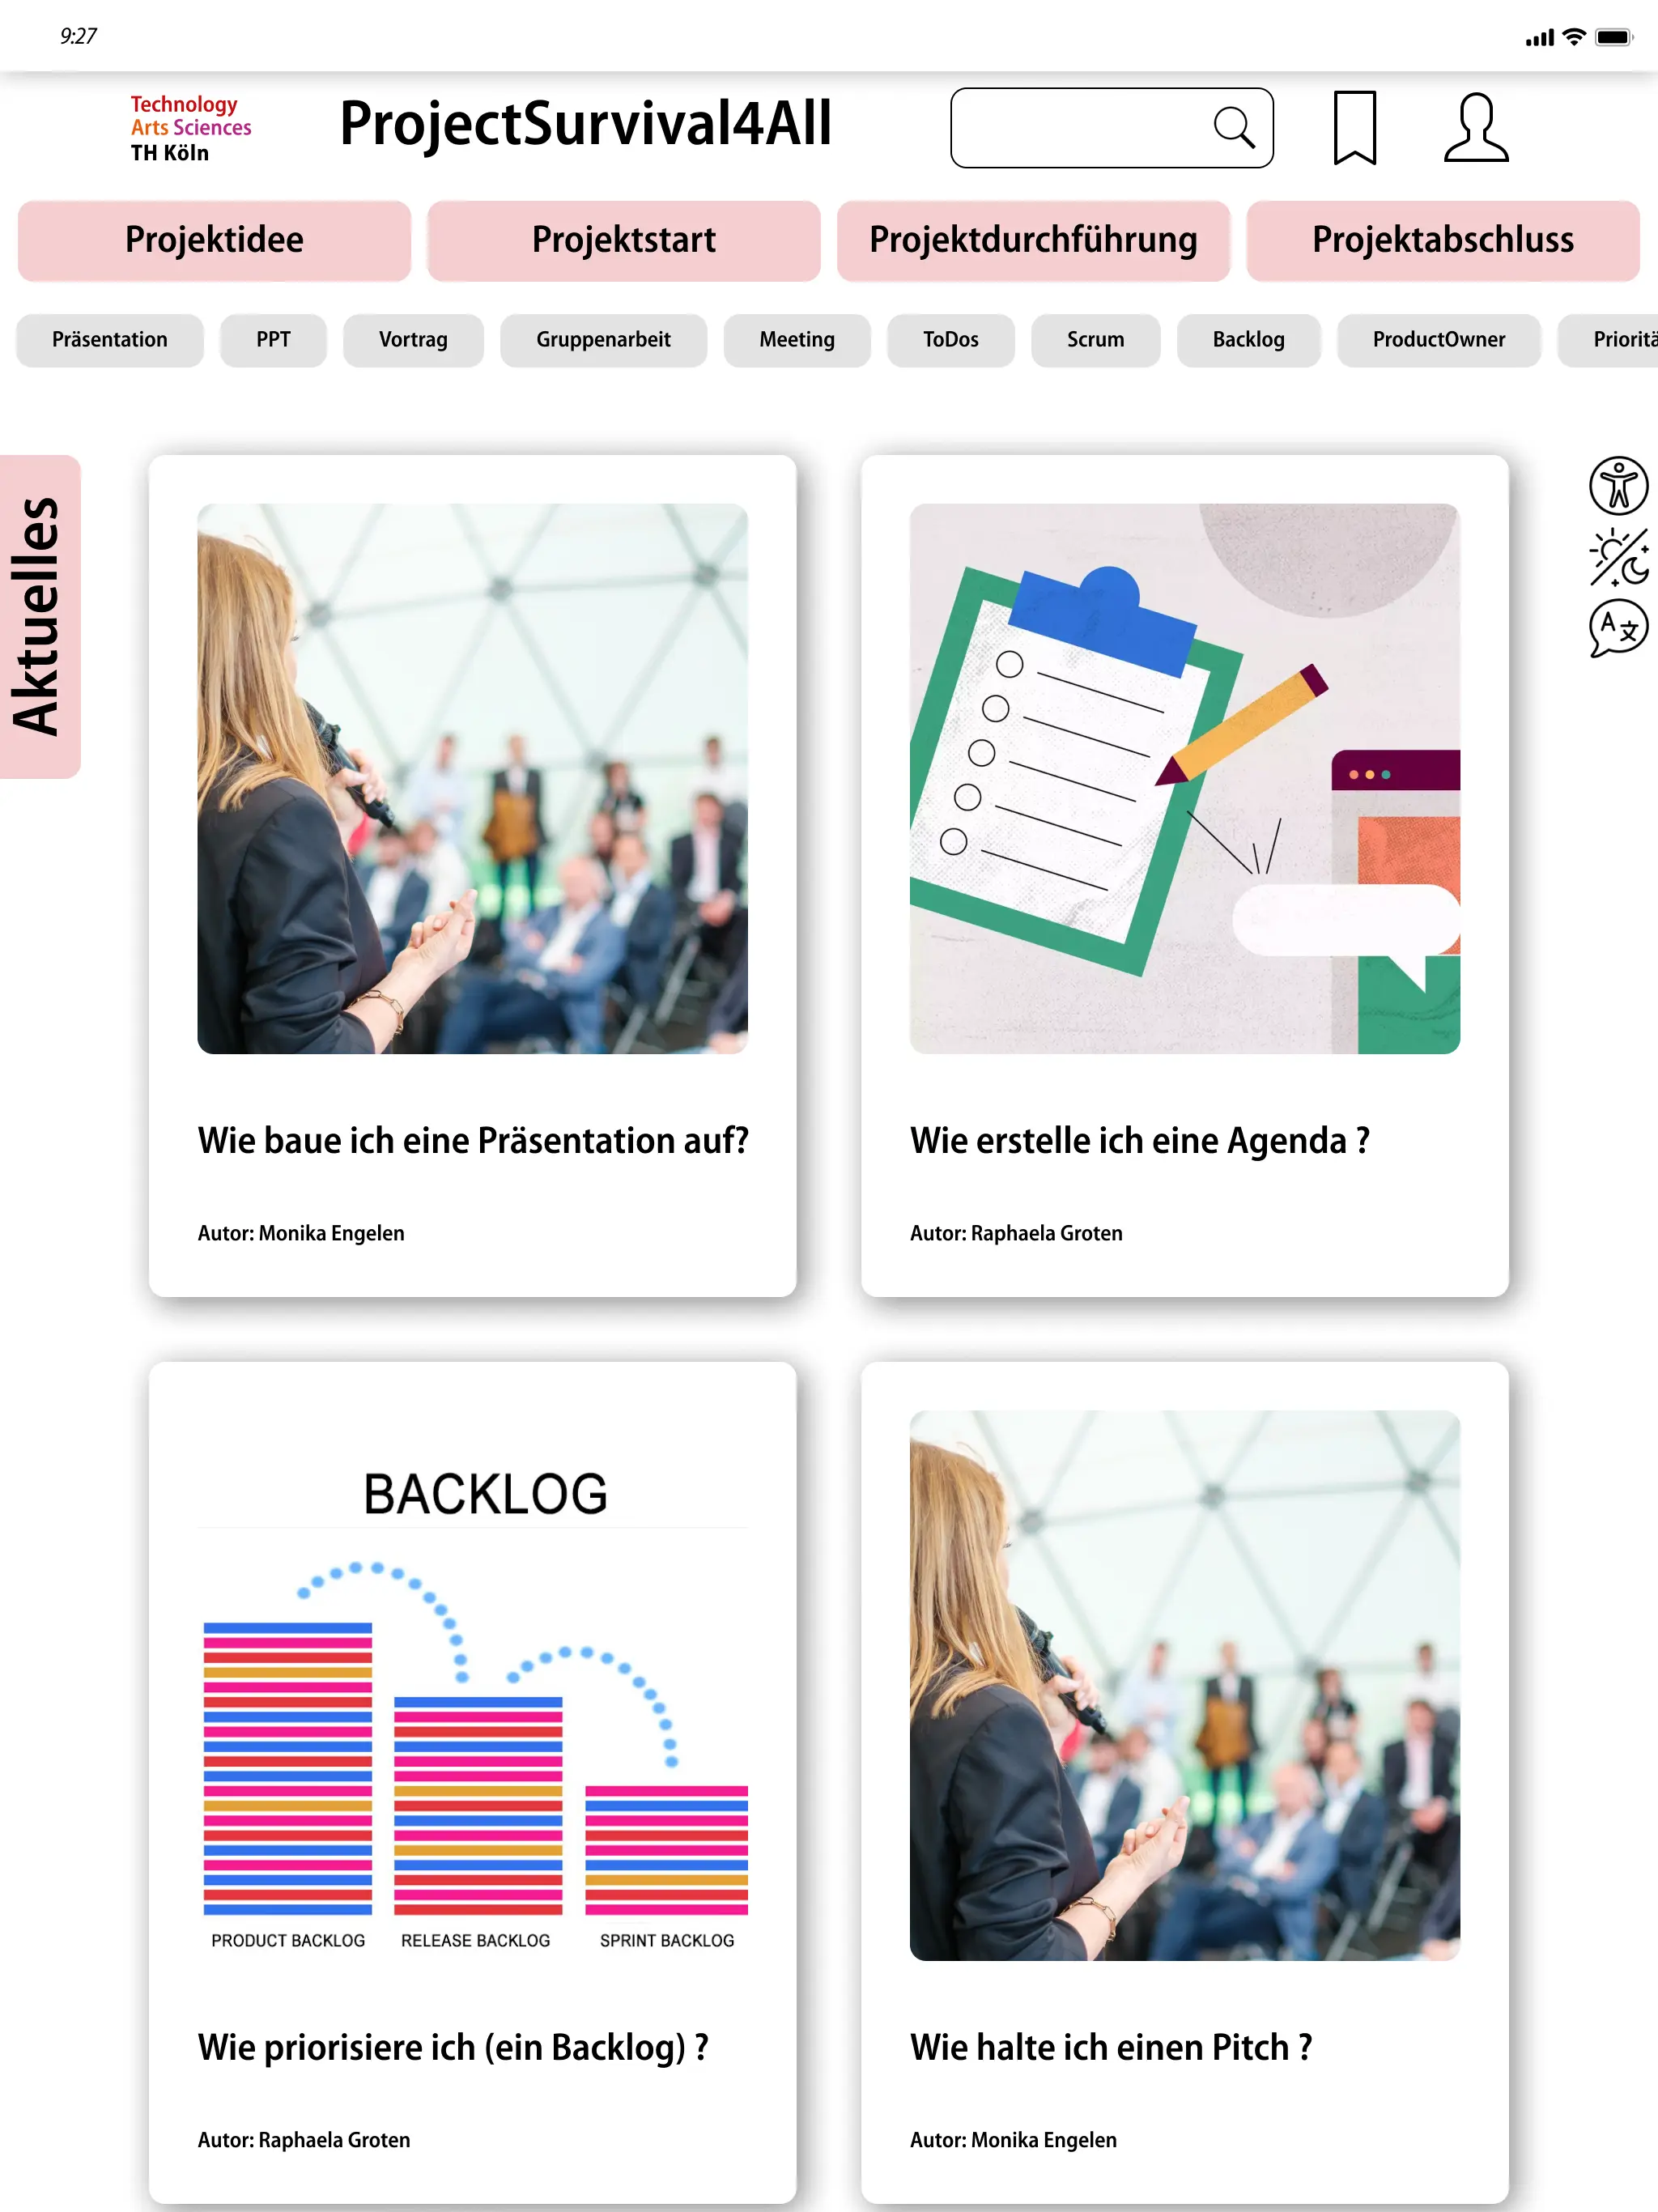 9:27
Technology
Arts Sciences
TH Köln
ProjectSurvival4All
Projektidee
Projektstart
Projektdurchführung
Projektabschluss
Präsentation
PPT
Vortrag
Gruppenarbeit
Meeting
ToDos
Scrum
Backlog
ProductOwner
Prioritä
Aktuelles
A文
Wie baue ich eine Präsentation auf?
Autor: Monika Engelen
Wie erstelle ich eine Agenda ?
Autor: Raphaela Groten
BACKLOG
PRODUCT BACKLOG
RELEASE BACKLOG
SPRINT BACKLOG
Wie priorisiere ich (ein Backlog) ?
Autor: Raphaela Groten
Wie halte ich einen Pitch ?
Autor: Monika Engelen